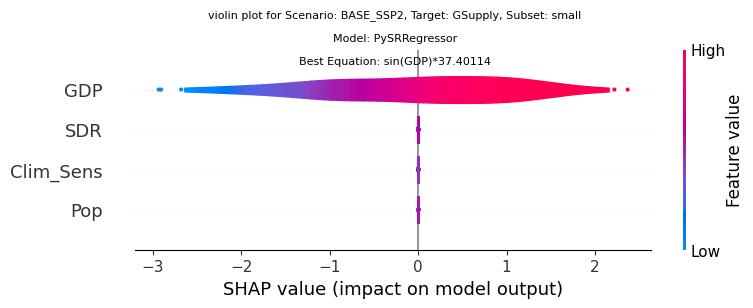 violin plot for Scenario: BASE_SSP2, Target: GSupply, Subset: small
Model: PySRRegressor
Best Equation: sin(GDP)*37.40114
High
GDP
SDR
Clim_Sens
Pop
Feature value
Low
−3
−2
−1
0
1
2
SHAP value (impact on model output)